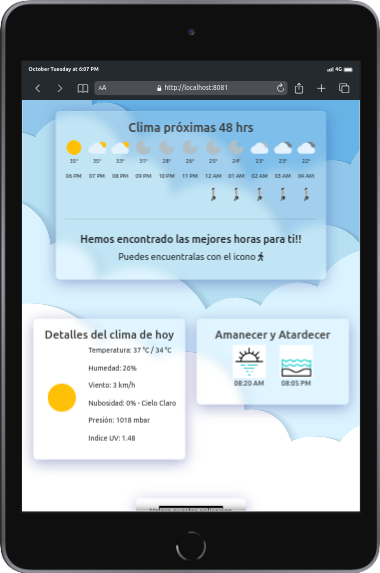 October Tuesday at 6:07 PM
4G
AA
http://localhost:8081
Clima próximas 48 hrs
35° 35° 33° 31° 28° 26° 25° 24° 23° 23° 22°
06 PM 07 PM 08 PM 09 PM 10 PM 11 PM 12 AM 01 AM 02 AM 03 AM 04 AM
Hemos encontrado las mejores horas para ti!!
Puedes encuentralas con el icono
Detalles del clima de hoy
Temperatura: 37 °C / 34 °C
Humedad: 26%
Viento: 3 km/h
Nubosidad: 0% - Cielo Claro
Presión: 1018 mbar
Indice UV: 1.48
Amanecer y Atardecer
08:20 AM 08:05 PM